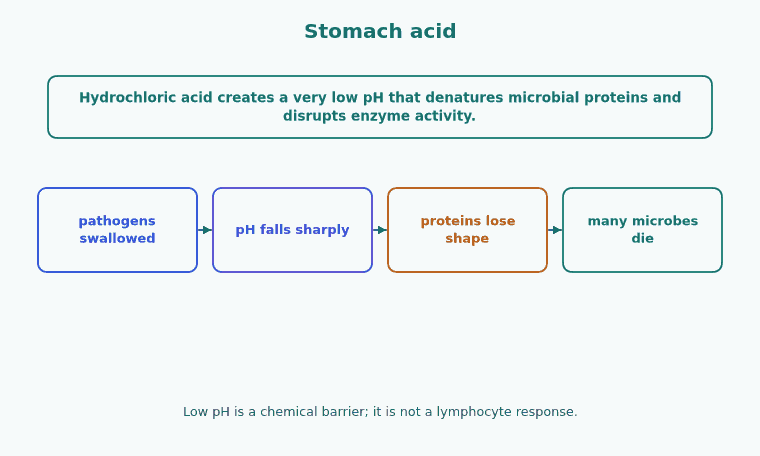 Stomach acid
Hydrochloric acid creates a very low pH that denatures microbial proteins and
disrupts enzyme activity.
pathogens
swallowed
pH falls sharply
proteins lose
shape
many microbes
die
Low pH is a chemical barrier; it is not a lymphocyte response.